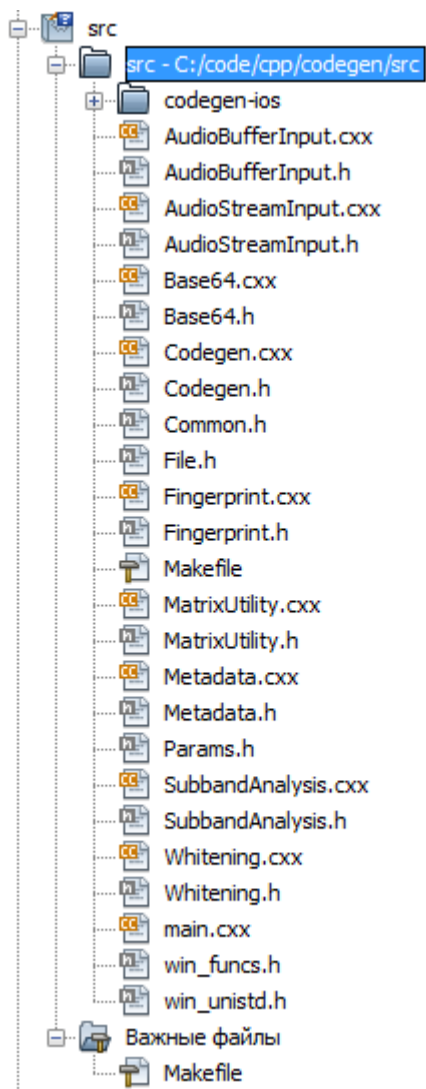 src
src - C:/code/cpp/codegen/src
codegen-ios
AudioBufferInput.cxx
AudioBufferInput.h
AudioStreamInput.cxx
AudioStreamInput.h
Base64.cxx
Base64.h
Codegen.cxx
Codegen.h
Common.h
File.h
Fingerprint.cxx
Fingerprint.h
Makefile
MatrixUtility.cxx
MatrixUtility.h
Metadata.cxx
Metadata.h
Params.h
SubbandAnalysis.cxx
SubbandAnalysis.h
Whitening.cxx
Whitening.h
main.cxx
win_funcs.h
win_unistd.h
Важные файлы
Makefile